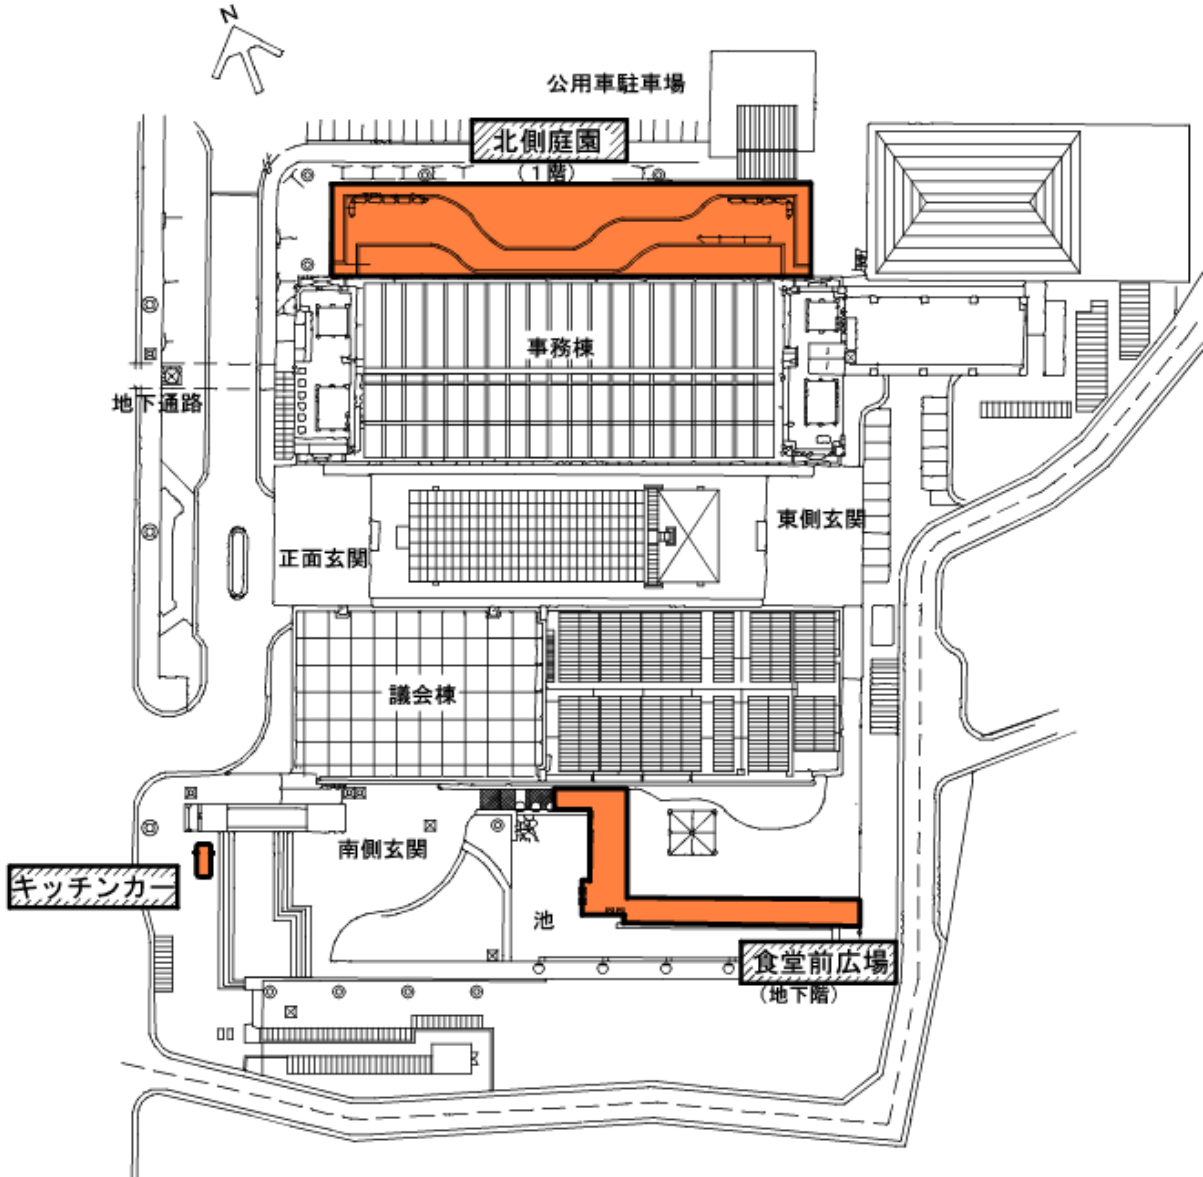 N
公用車駐車場
北側庭園
(1階)
事務棟
地下通路
東側玄関
正面玄関
議会棟
南側玄関
キッチンカー
池
食堂前広場
(地下階)